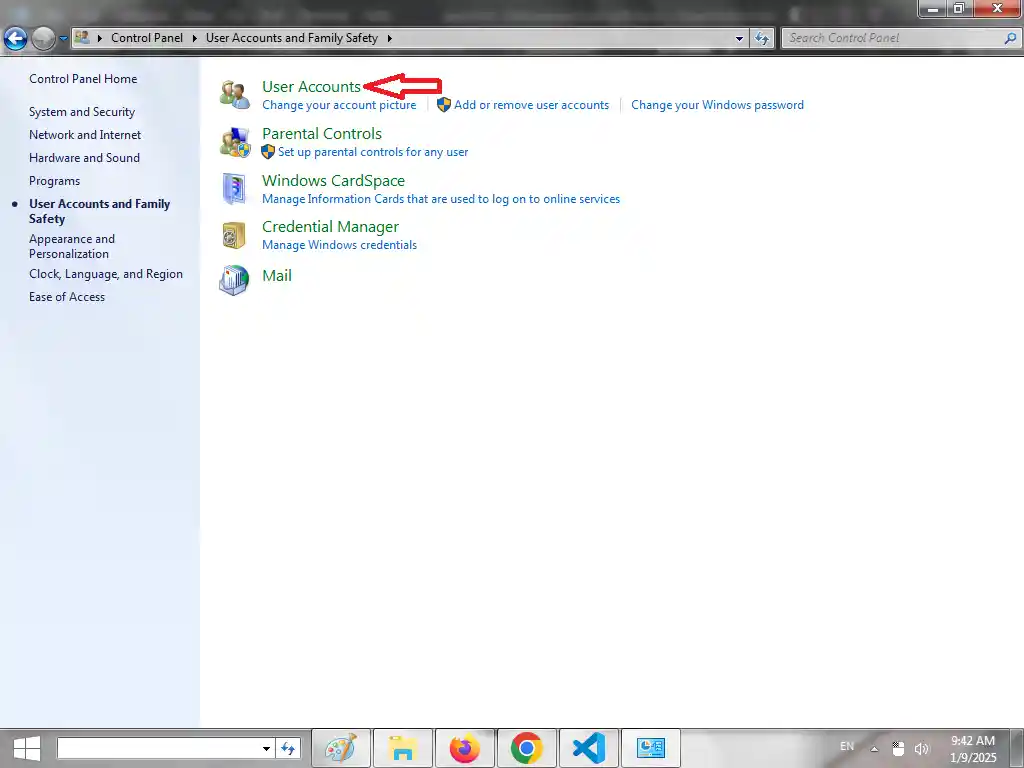 Control Panel User Accounts and Family Safety
Search Control Panel
Control Panel Home
System and Security
Network and Internet
Hardware and Sound
Programs
User Accounts and Family
Safety
Appearance and
Personalization
Clock, Language, and Region
Ease of Access
User Accounts
Change your account picture Add or remove user accounts Change your Windows password
Parental Controls
Set up parental controls for any user
Windows CardSpace
Manage Information Cards that are used to log on to online services
Credential Manager
Manage Windows credentials
Mail
EN
9:42 AM
1/9/2025